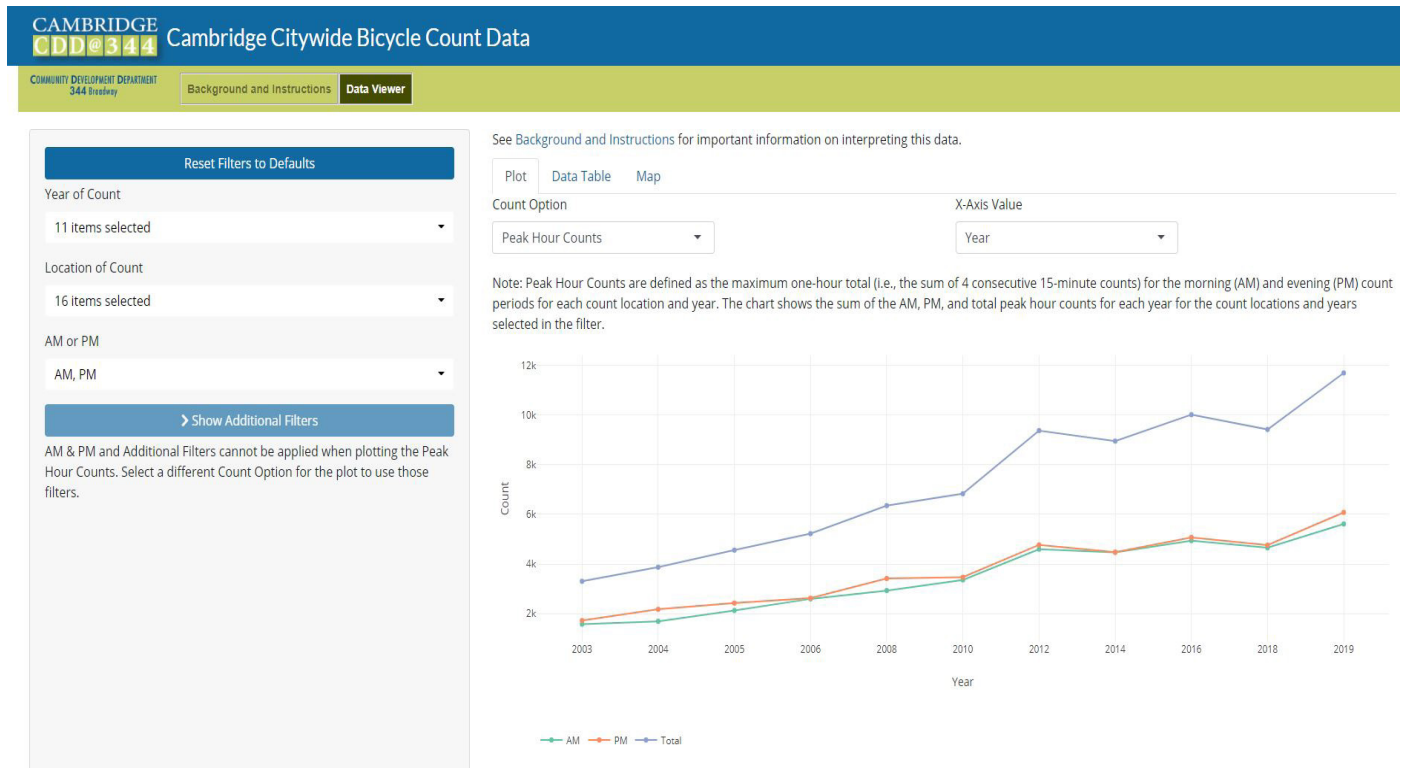 CAMBRIDGE
CDD@344
Cambridge Citywide Bicycle Count Data
COMMUNITY DEVELOPMENT DEPARTMENT
344 Broadway
Background and Instructions
Data Viewer
Reset Filters to Defaults
Year of Count
11 items selected
Location of Count
16 items selected
AM or PM
AM, PM
Show Additional Filters
AM & PM and Additional Filters cannot be applied when plotting the Peak
Hour Counts. Select a different Count Option for the plot to use those
filters.
See Background and Instructions for important information on interpreting this data.
Plot Data Table Map
Count Option
Peak Hour Counts
X-Axis Value
Year
Note: Peak Hour Counts are defined as the maximum one-hour total (i.e., the sum of 4 consecutive 15-minute counts) for the morning (AM) and evening (PM) count
periods for each count location and year. The chart shows the sum of the AM, PM, and total peak hour counts for each year for the count locations and years
selected in the filter.
12k
10k
8k
6k
4k
2k
Count
2003 2004 2005 2006 2008 2010 2012 2014 2016 2018 2019
Year
AM PM Total